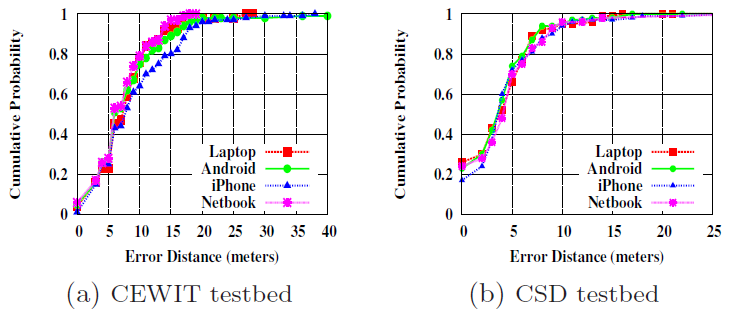 1
0.8
0.6
0.4
0.2
0
Cumulative Probability
Laptop
Android
iPhone
Netbook
0 5 10 15 20 25 30 35 40
Error Distance (meters)
(a) CEWIT testbed
1
0.8
0.6
0.4
0.2
0
Cumulative Probability
Laptop
Android
iPhone
Netbook
0 5 10 15 20 25
Error Distance (meters)
(b) CSD testbed